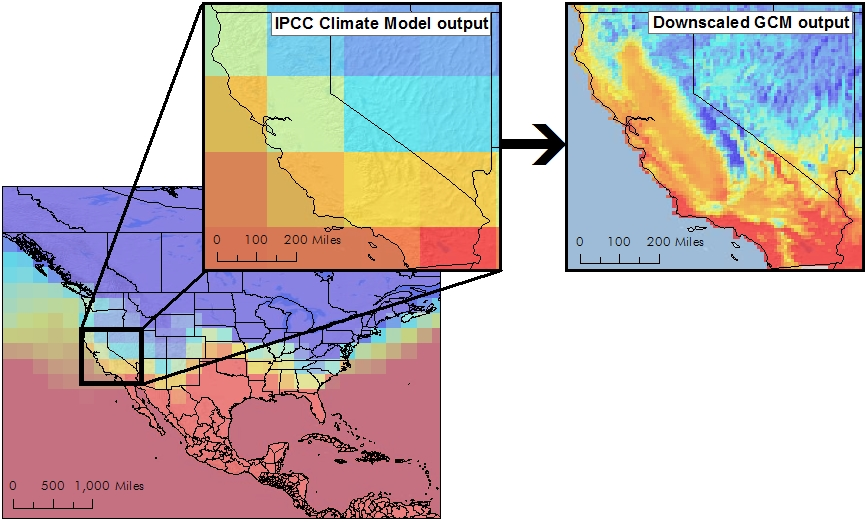 IPCC Climate Model output
Downscaled GCM output
0 100 200 Miles
0 100 200 Miles
0 500 1,000 Miles